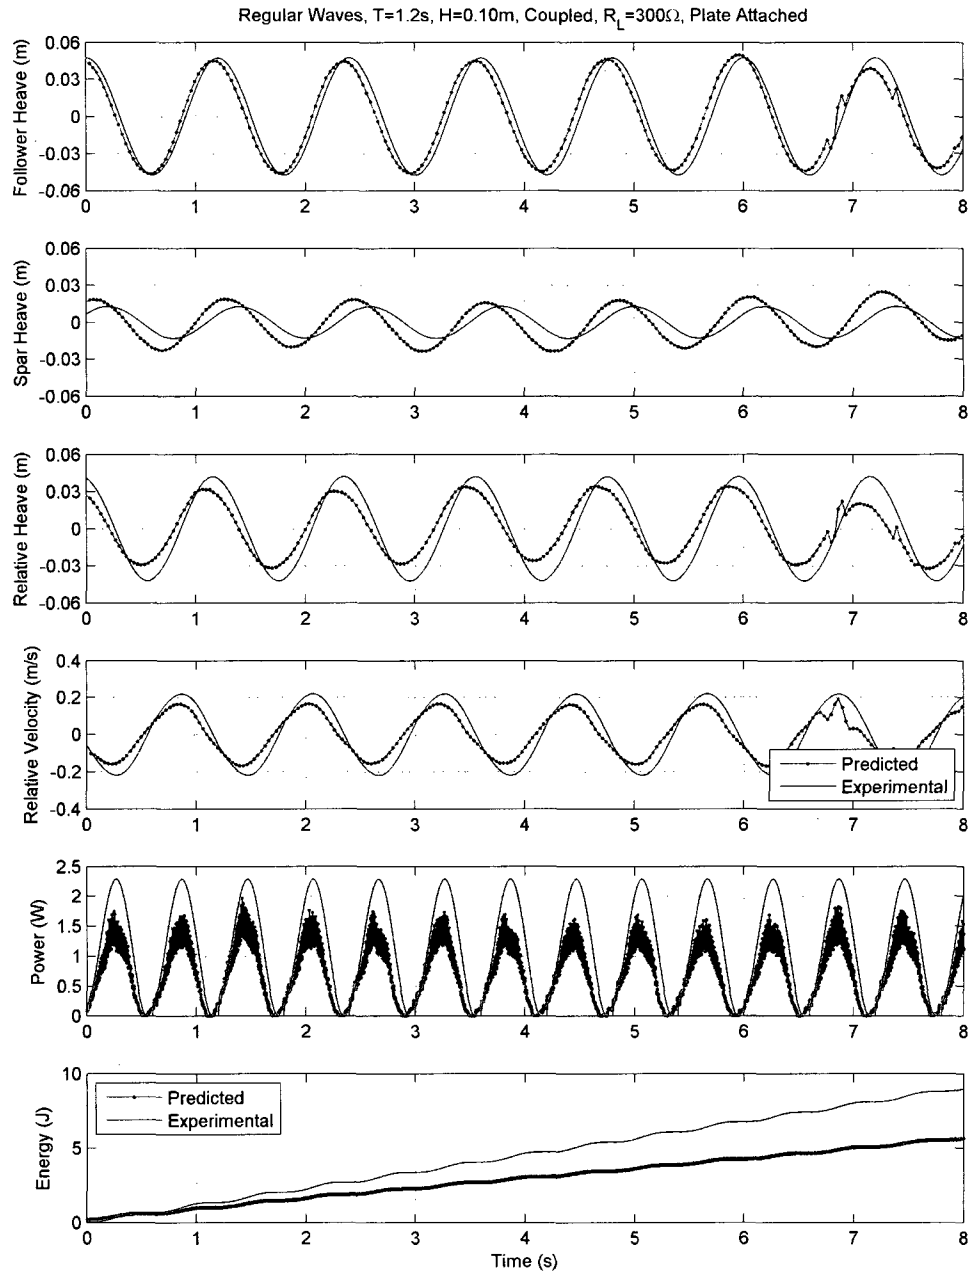 Regular Waves, T=1.2s, H=0.10m, Coupled, R_L=300Ω, Plate Attached
Follower Heave (m)
0.06
0.03
0
-0.03
-0.06
0 1 2 3 4 5 6 7 8
Spar Heave (m)
0.06
0.03
0
-0.03
-0.06
0 1 2 3 4 5 6 7 8
Relative Heave (m)
0.06
0.03
0
-0.03
-0.06
0 1 2 3 4 5 6 7 8
Relative Velocity (m/s)
0.4
0.2
0
-0.2
-0.4
Predicted
Experimental
0 1 2 3 4 5 6 7 8
Power (W)
2.5
2
1.5
1
0.5
0
0 1 2 3 4 5 6 7 8
Energy (J)
10
5
0
Predicted
Experimental
0 1 2 3 4 5 6 7 8
Time (s)